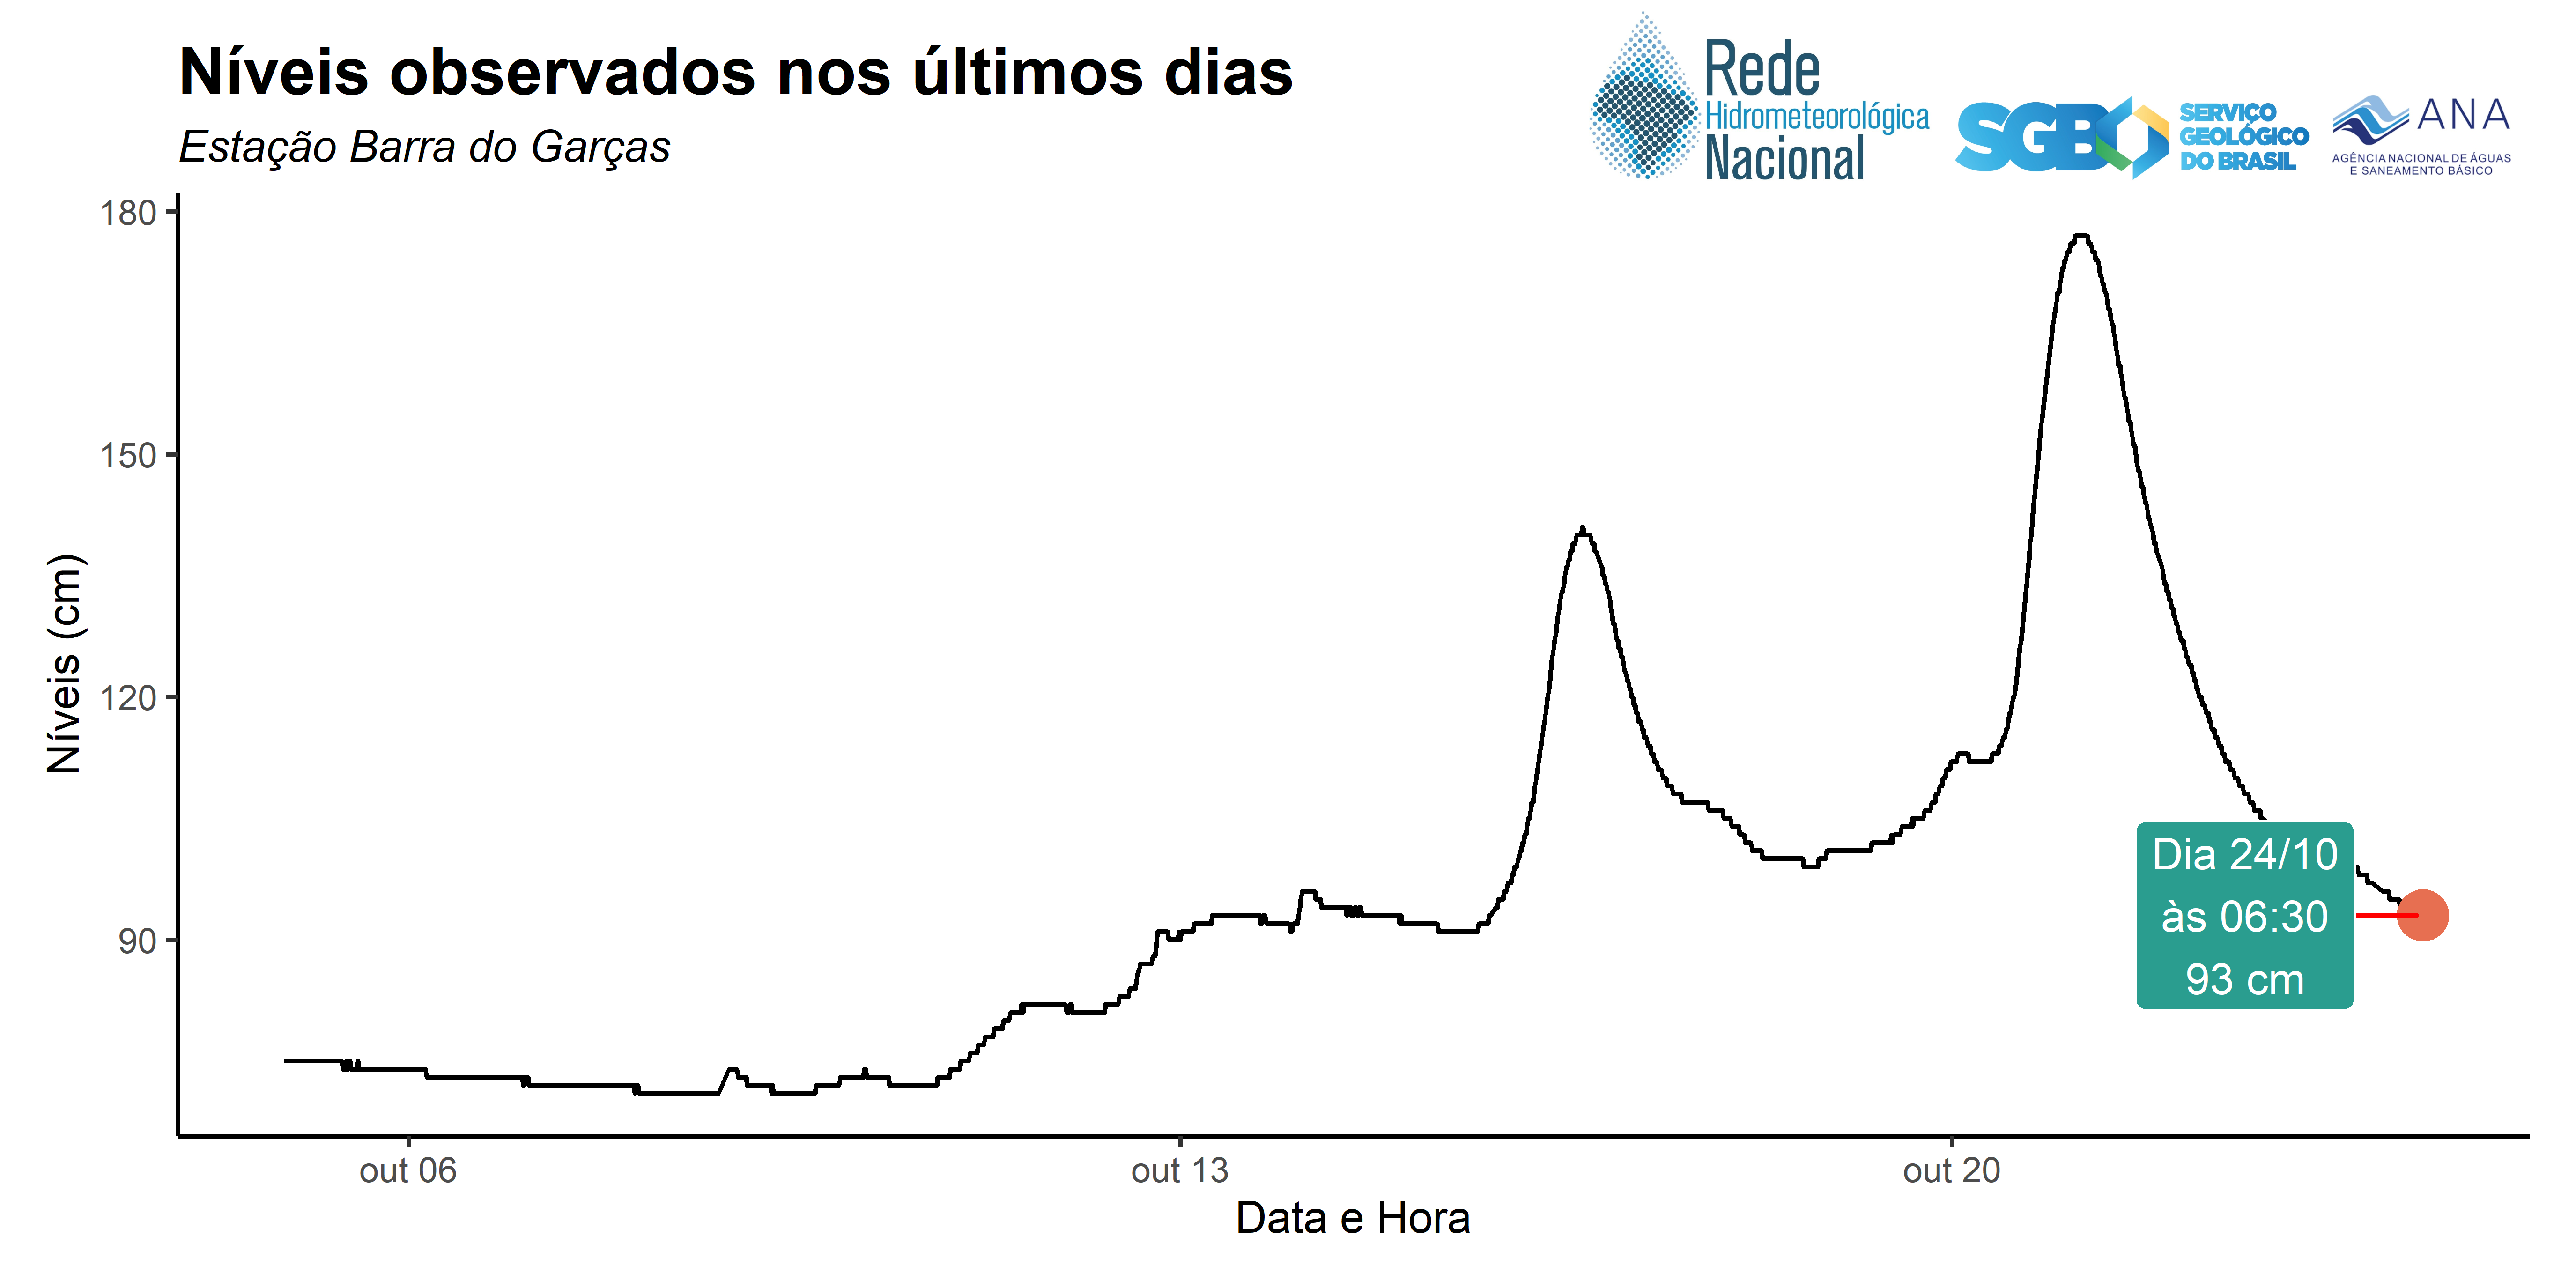 Níveis observados nos últimos dias
Estação Barra do Garças
Rede
Hidrometeorológica
Nacional
SGB
SERVIÇO
GEOLÓGICO
DO BRASIL
ANA
AGÊNCIA NACIONAL DE ÁGUAS
E SANEAMENTO BÁSICO
Níveis (cm)
180
150
120
90
Dia 24/10
às 06:30
93 cm
out 06
out 13
out 20
Data e Hora